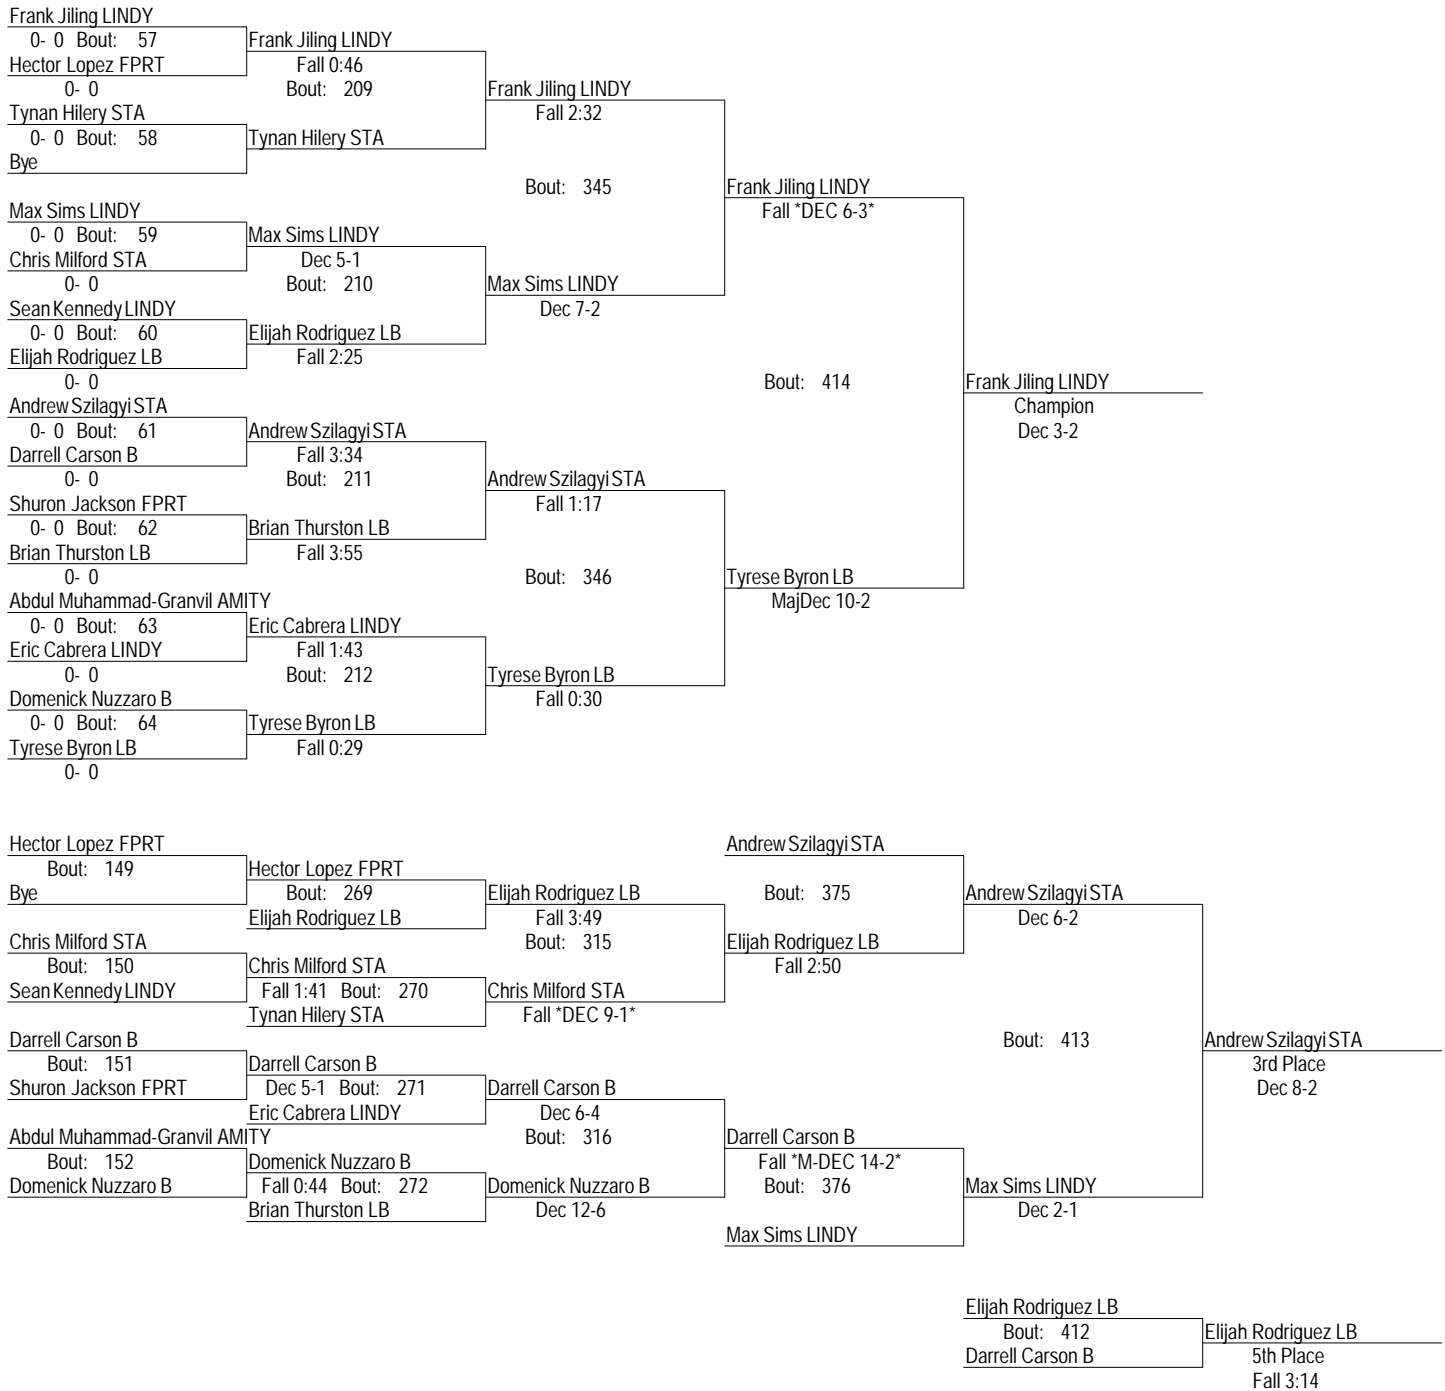 Frank Jiling LINDY
0- 0 Bout: 57
Frank Jiling LINDY
Hector Lopez FPRT
Fall 0:46
0- 0
Bout: 209
Frank Jiling LINDY
Tynan Hilery STA
Fall 2:32
0- 0 Bout: 58
Tynan Hilery STA
Bye
Bout: 345
Frank Jiling LINDY
Max Sims LINDY
Fall *DEC 6-3*
0- 0 Bout: 59
Max Sims LINDY
Chris Milford STA
Dec 5-1
0- 0
Bout: 210
Max Sims LINDY
Sean Kennedy LINDY
Dec 7-2
0- 0 Bout: 60
Elijah Rodriguez LB
Elijah Rodriguez LB
Fall 2:25
0- 0
Bout: 414
Frank Jiling LINDY
Andrew Szilagyi STA
Champion
0- 0 Bout: 61
Andrew Szilagyi STA
Dec 3-2
Darrell Carson B
Fall 3:34
0- 0
Bout: 211
Andrew Szilagyi STA
Shuron Jackson FPRT
Fall 1:17
0- 0 Bout: 62
Brian Thurston LB
Brian Thurston LB
Fall 3:55
0- 0
Bout: 346
Tyrese Byron LB
Abdul Muhammad-Granvil AMITY
MajDec 10-2
0- 0 Bout: 63
Eric Cabrera LINDY
Eric Cabrera LINDY
Fall 1:43
0- 0
Bout: 212
Tyrese Byron LB
Domenick Nuzzaro B
Fall 0:30
0- 0 Bout: 64
Tyrese Byron LB
Tyrese Byron LB
Fall 0:29
0- 0
Hector Lopez FPRT
Andrew Szilagyi STA
Bout: 149
Hector Lopez FPRT
Bye
Bout: 269
Elijah Rodriguez LB
Bout: 375
Andrew Szilagyi STA
Elijah Rodriguez LB
Fall 3:49
Dec 6-2
Chris Milford STA
Bout: 315
Elijah Rodriguez LB
Bout: 150
Chris Milford STA
Fall 2:50
Sean Kennedy LINDY
Fall 1:41 Bout: 270
Chris Milford STA
Tynan Hilery STA
Fall *DEC 9-1*
Darrell Carson B
Bout: 413
Andrew Szilagyi STA
Bout: 151
Darrell Carson B
3rd Place
Shuron Jackson FPRT
Dec 5-1 Bout: 271
Darrell Carson B
Dec 8-2
Eric Cabrera LINDY
Dec 6-4
Abdul Muhammad-Granvil AMITY
Bout: 316
Darrell Carson B
Bout: 152
Domenick Nuzzaro B
Fall *M-DEC 14-2*
Domenick Nuzzaro B
Fall 0:44 Bout: 272
Domenick Nuzzaro B
Bout: 376
Max Sims LINDY
Brian Thurston LB
Dec 12-6
Dec 2-1
Max Sims LINDY
Elijah Rodriguez LB
Bout: 412
Elijah Rodriguez LB
Darrell Carson B
5th Place
Fall 3:14